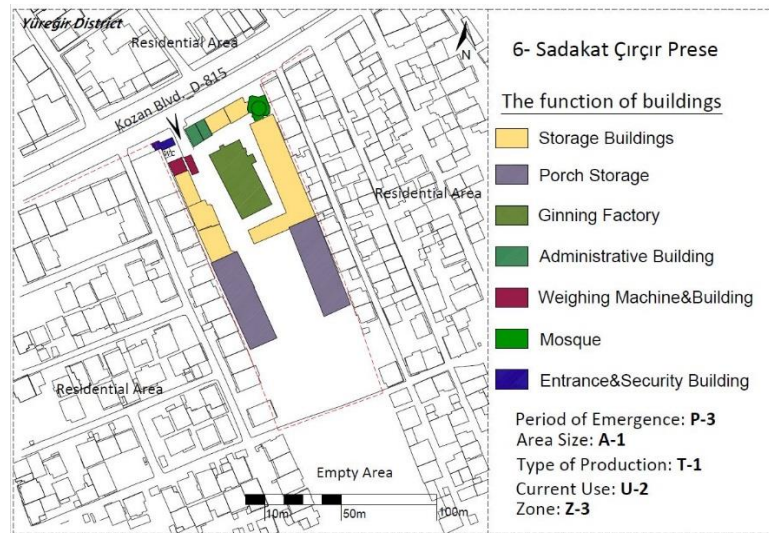 Yüreğir District
Residential Area
Kozan Blvd._D-815
N
Residential Area
Residential Area
Empty Area
10m
50m
100m
6- Sadakat Çırçır Prese
The function of buildings
Storage Buildings
Porch Storage
Ginning Factory
Administrative Building
Weighing Machine&Building
Mosque
Entrance&Security Building
Period of Emergence: P-3
Area Size: A-1
Type of Production: T-1
Current Use: U-2
Zone: Z-3